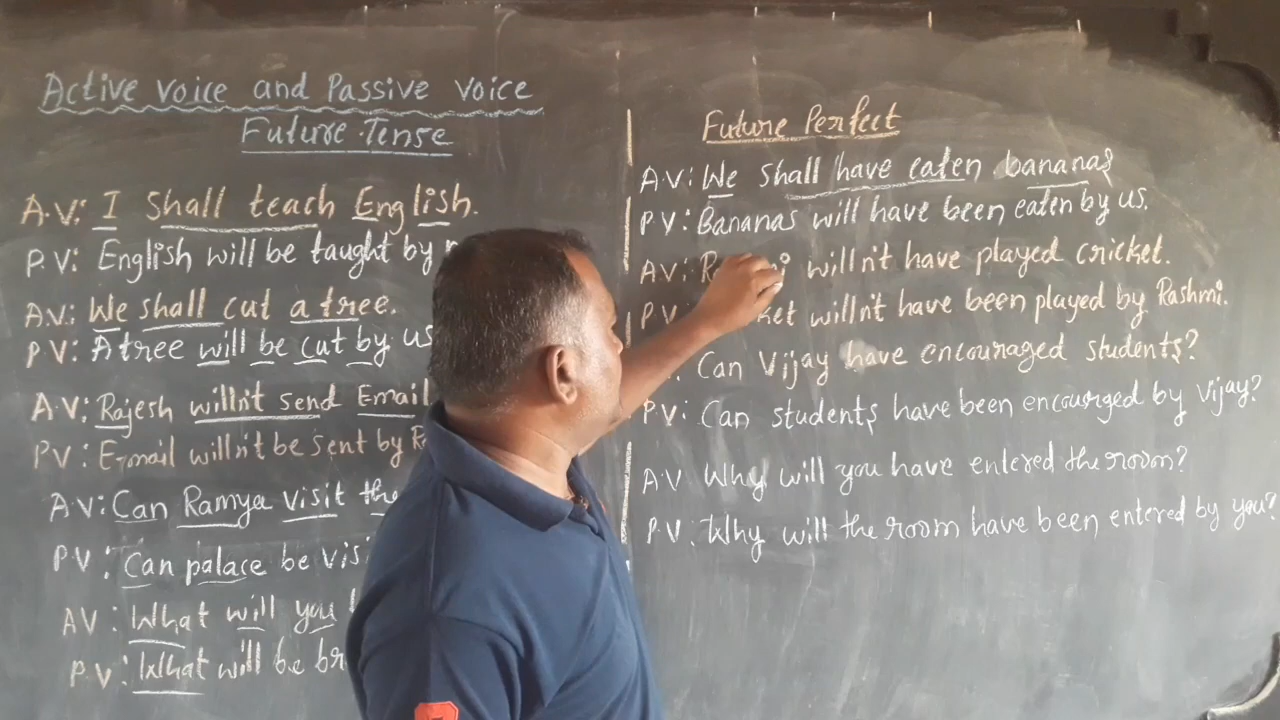 Active Voice and Passive Voice
Future Tense
A.V: I Shall teach English.
P.V: English will be taught by
A.V: We shall cut a tree.
P.V: A tree will be cut by us
A.V: Rajesh willn't send Email
P.V: E-mail willn't be sent by
A.V: Can Ramya visit the
P.V: Can palace be
A.V: What will you
P.V: What will be
Future Perfect
A.V: We shall have eaten bananas
P.V: Bananas will have been eaten by us.
A.V: willn't have played cricket.
P.V willn't have been played by Rashmi.
Can Vijay have encouraged students?
P.V: Can students have been encourged by Vijay?
A.V Why will you have entered the room?
P.V: Why will the room have been entered by you?